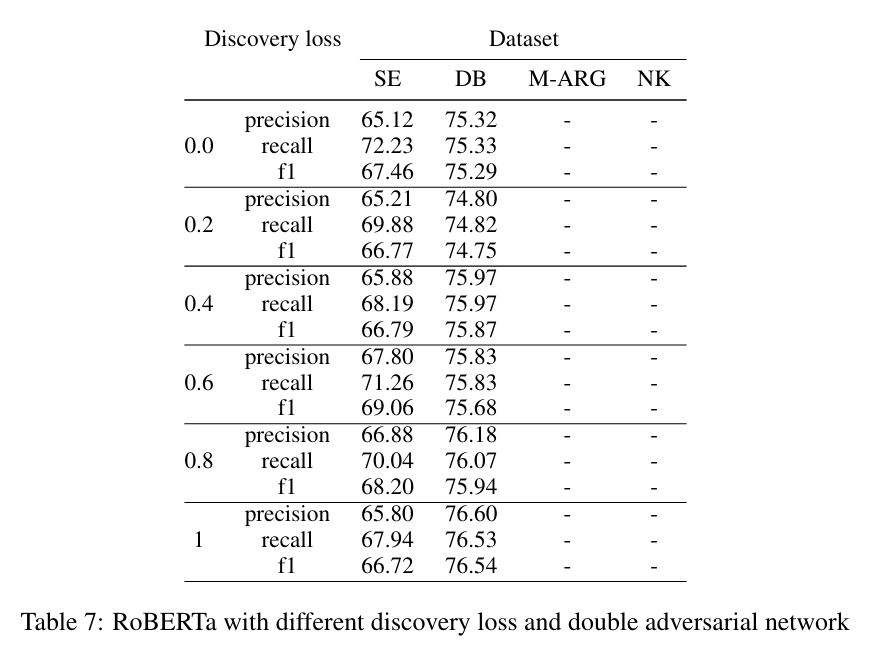 Discovery loss Dataset
SE DB M-ARG NK
precision 65.12 75.32 - -
0.0 recall 72.23 75.33 - -
f1 67.46 75.29 - -
precision 65.21 74.80 - -
0.2 recall 69.88 74.82 - -
f1 66.77 74.75 - -
precision 65.88 75.97 - -
0.4 recall 68.19 75.97 - -
f1 66.79 75.87 - -
precision 67.80 75.83 - -
0.6 recall 71.26 75.83 - -
f1 69.06 75.68 - -
precision 66.88 76.18 - -
0.8 recall 70.04 76.07 - -
f1 68.20 75.94 - -
precision 65.80 76.60 - -
1 recall 67.94 76.53 - -
f1 66.72 76.54 - -
Table 7: RoBERTa with different discovery loss and double adversarial network